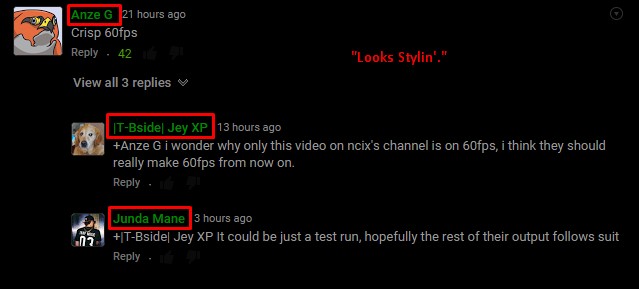 Anze G 21 hours ago
Crisp 60fps
Reply . 42
"Looks Stylin'."
View all 3 replies
|T-Bside| Jey XP 13 hours ago
+Anze G i wonder why only this video on ncix's channel is on 60fps, i think they should
really make 60fps from now on.
Reply .
Junda Mane 3 hours ago
+|T-Bside| Jey XP It could be just a test run, hopefully the rest of their output follows suit
Reply .